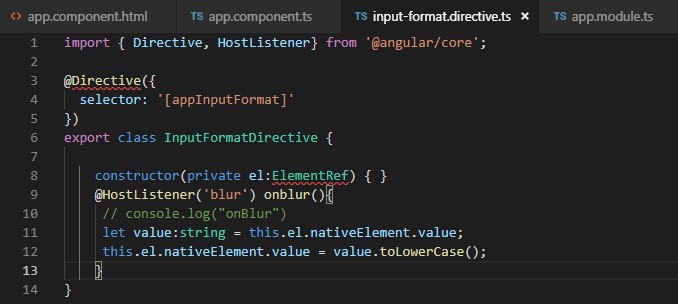 <> app.component.html TS app.component.ts TS input-format.directive.ts × TS app.module.ts
1 import { Directive, HostListener} from '@angular/core';
2
3 @Directive({
4   selector: '[appInputFormat]'
5 })
6 export class InputFormatDirective {
7
8     constructor(private el:ElementRef) { }
9     @HostListener('blur') onblur(){
10      // console.log("onBlur")
11      let value:string = this.el.nativeElement.value;
12      this.el.nativeElement.value = value.toLowerCase();
13     }
14 }